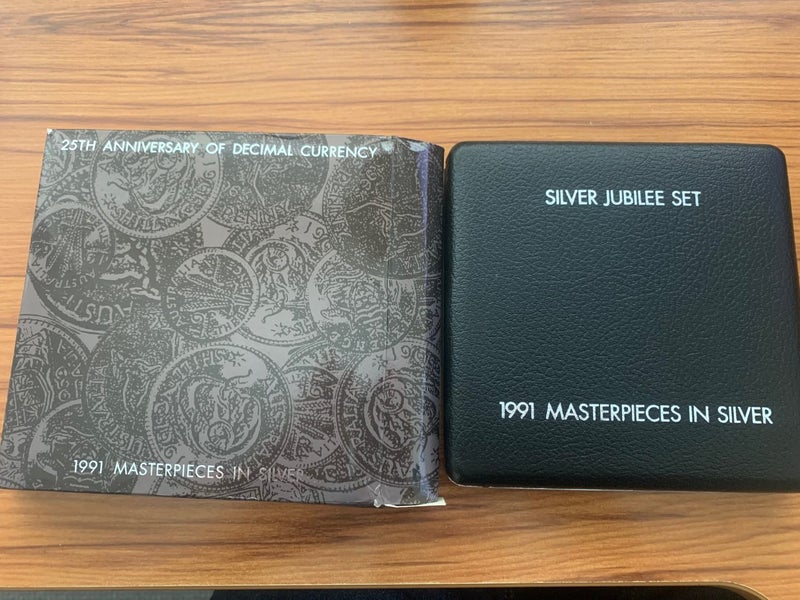 25TH ANNIVERSARY OF DECIMAL CURRENCY
1991 MASTERPIECES IN SILVER
SILVER JUBILEE SET
1991 MASTERPIECES IN SILVER